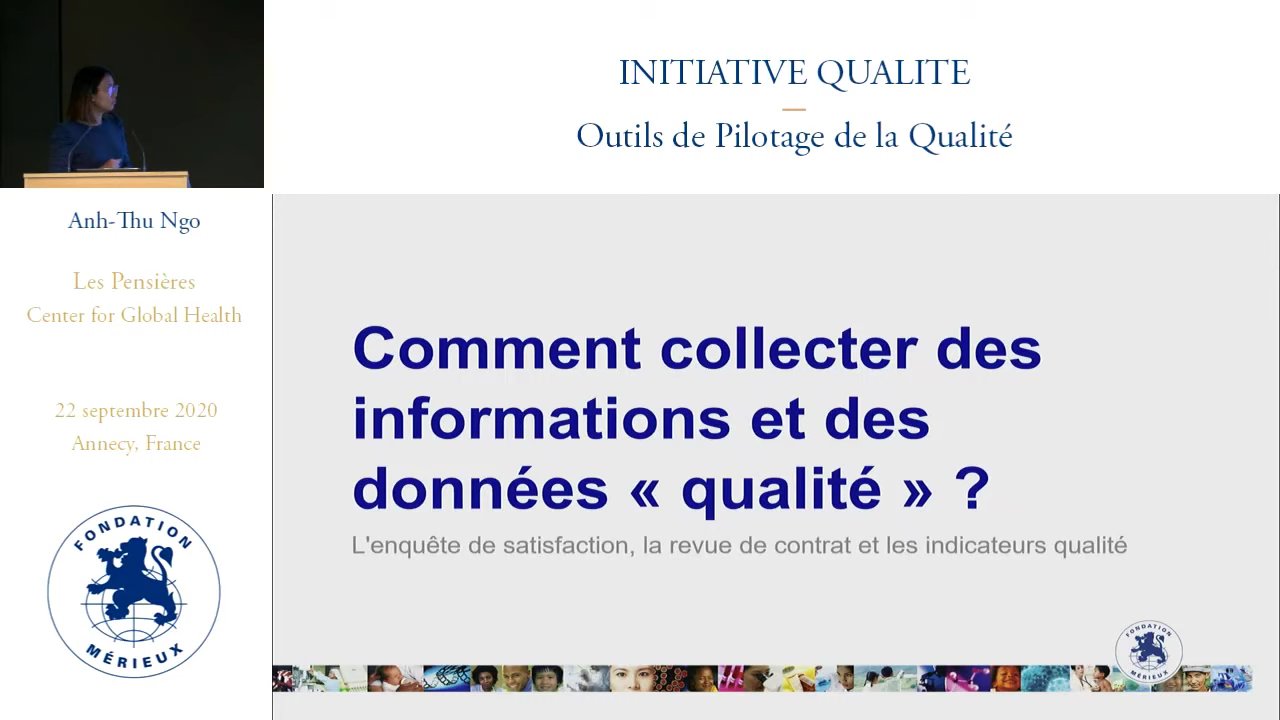 INITIATIVE QUALITE
Outils de Pilotage de la Qualité
Anh-Thu Ngo
Les Pensières
Center for Global Health
22 septembre 2020
Annecy, France
FONDATION
MÉRIEUX
Comment collecter des
informations et des
données « qualité » ?
L'enquête de satisfaction, la revue de contrat et les indicateurs qualité
FONDATION
MÉRIEUX